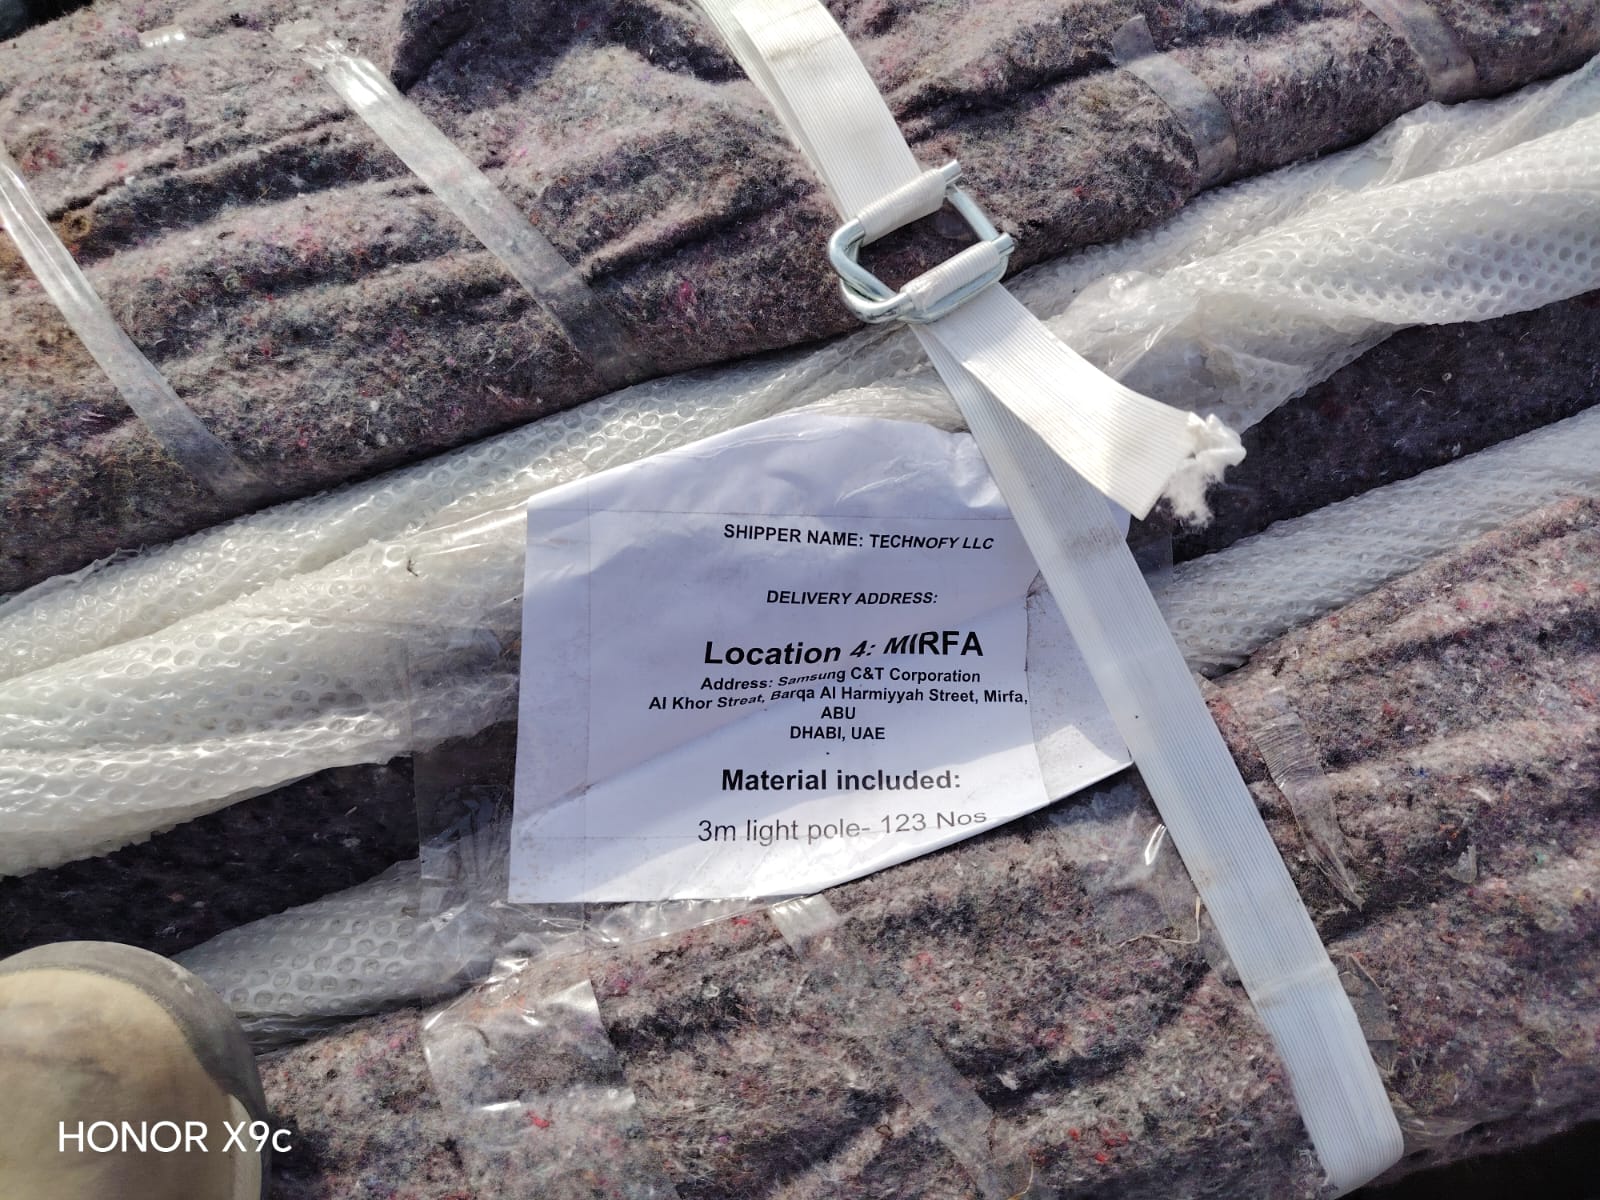 SHIPPER NAME: TECHNOFY LLC
DELIVERY ADDRESS:
Location 4: MIRFA
Address: Samsung C&T Corporation
Al Khor Streat, Barqa Al Harmiyyah Street, Mirfa,
ABU
DHABI, UAE
.
Material included:
3m light pole- 123 Nos
HONOR X9c